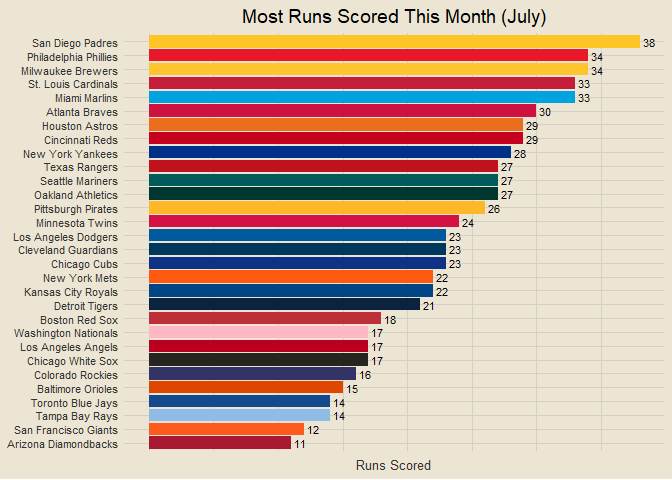 Most Runs Scored This Month (July)
San Diego Padres 38
Philadelphia Phillies 34
Milwaukee Brewers 34
St. Louis Cardinals 33
Miami Marlins 33
Atlanta Braves 30
Houston Astros 29
Cincinnati Reds 29
New York Yankees 28
Texas Rangers 27
Seattle Mariners 27
Oakland Athletics 27
Pittsburgh Pirates 26
Minnesota Twins 24
Los Angeles Dodgers 23
Cleveland Guardians 23
Chicago Cubs 23
New York Mets 22
Kansas City Royals 22
Detroit Tigers 21
Boston Red Sox 18
Washington Nationals 17
Los Angeles Angels 17
Chicago White Sox 17
Colorado Rockies 16
Baltimore Orioles 15
Toronto Blue Jays 14
Tampa Bay Rays 14
San Francisco Giants 12
Arizona Diamondbacks 11
Runs Scored